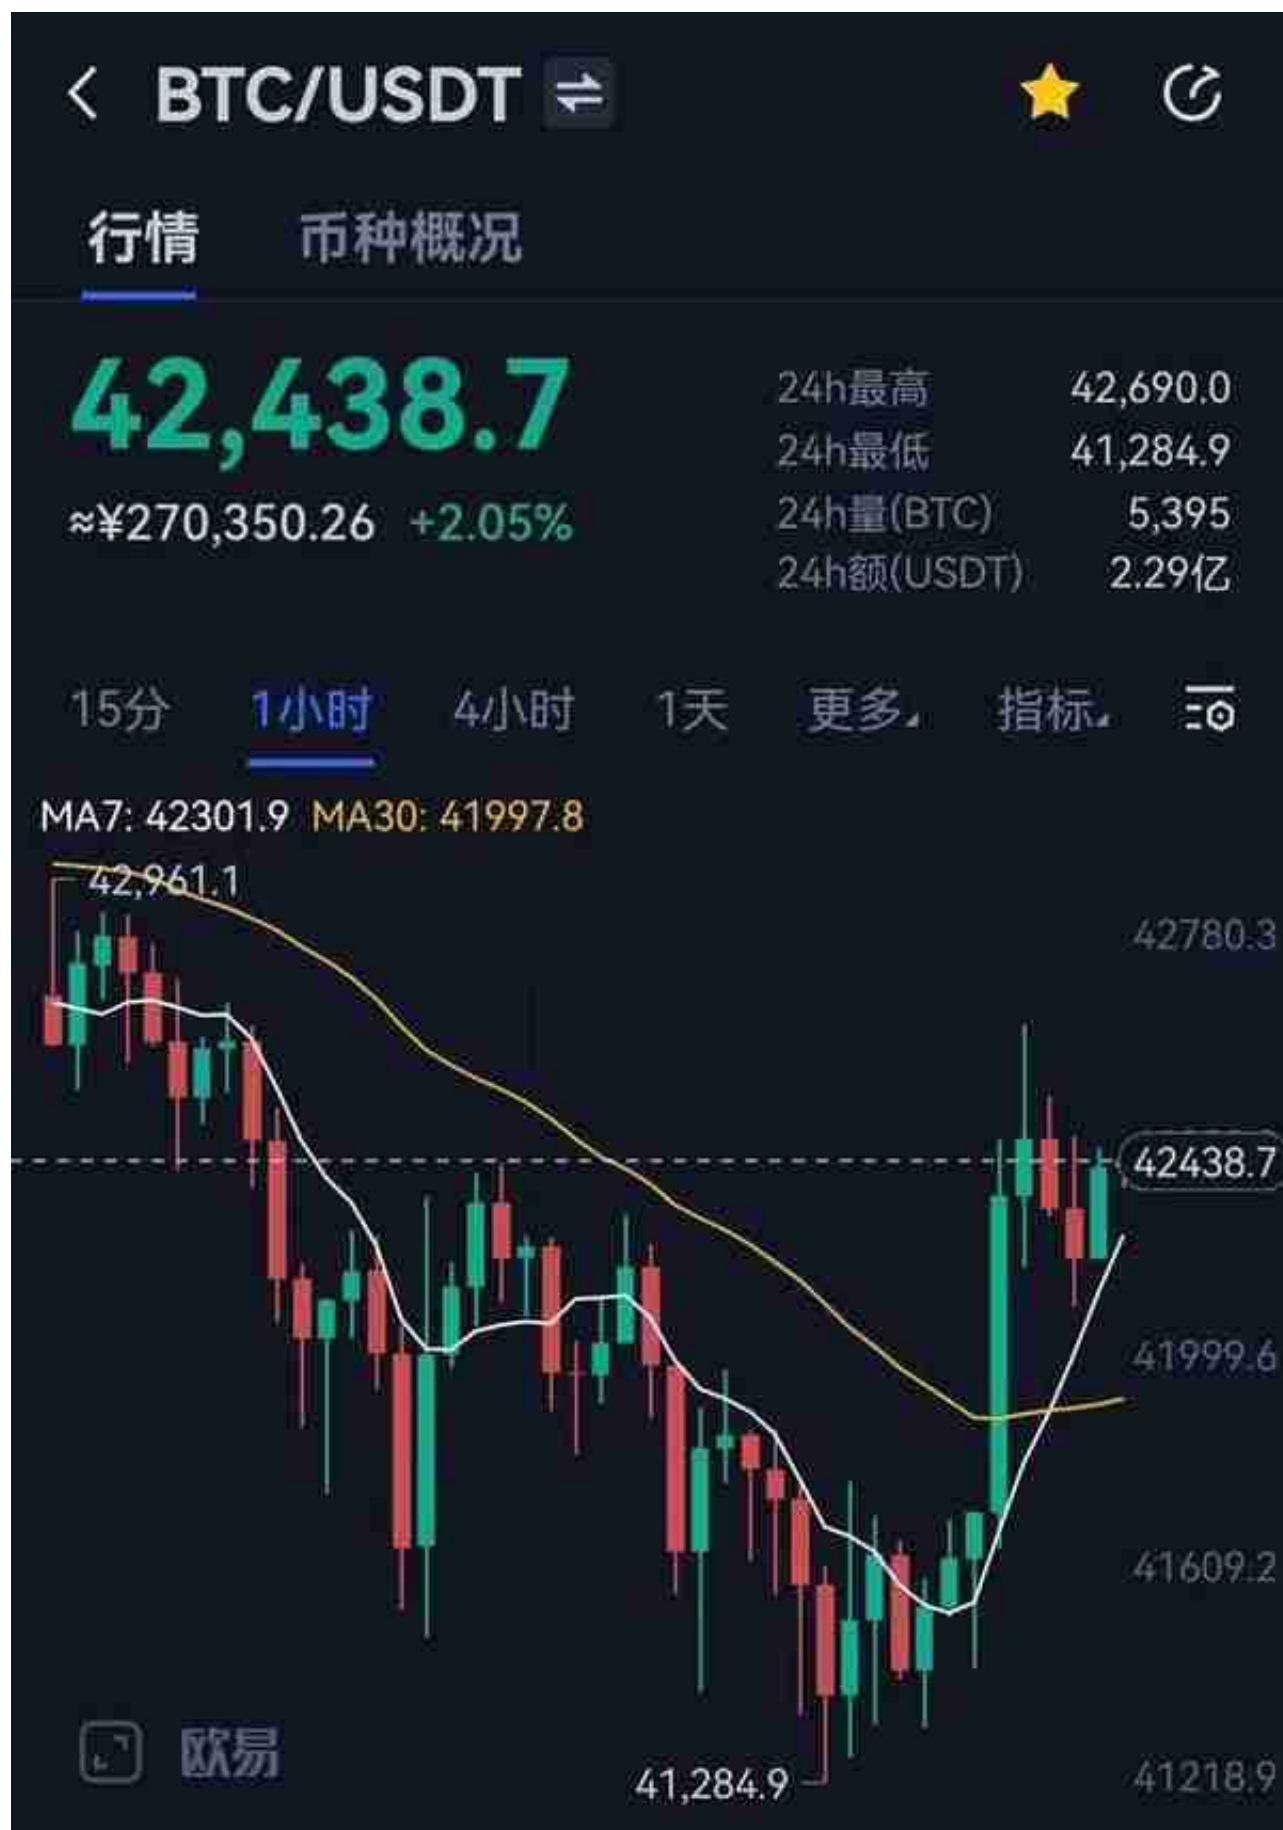 BTC/USDT
行情 币种概况
42,438.7
≈¥270,350.26 +2.05%
24h最高 42,690.0
24h最低 41,284.9
24h量(BTC) 5,395
24h额(USDT) 2.29亿
15分 1小时 4小时 1天 更多 指标
MA7: 42301.9 MA30: 41997.8
42,961.1
42780.3
42438.7
41999.6
41609.2
欧易
41,284.9
41218.9